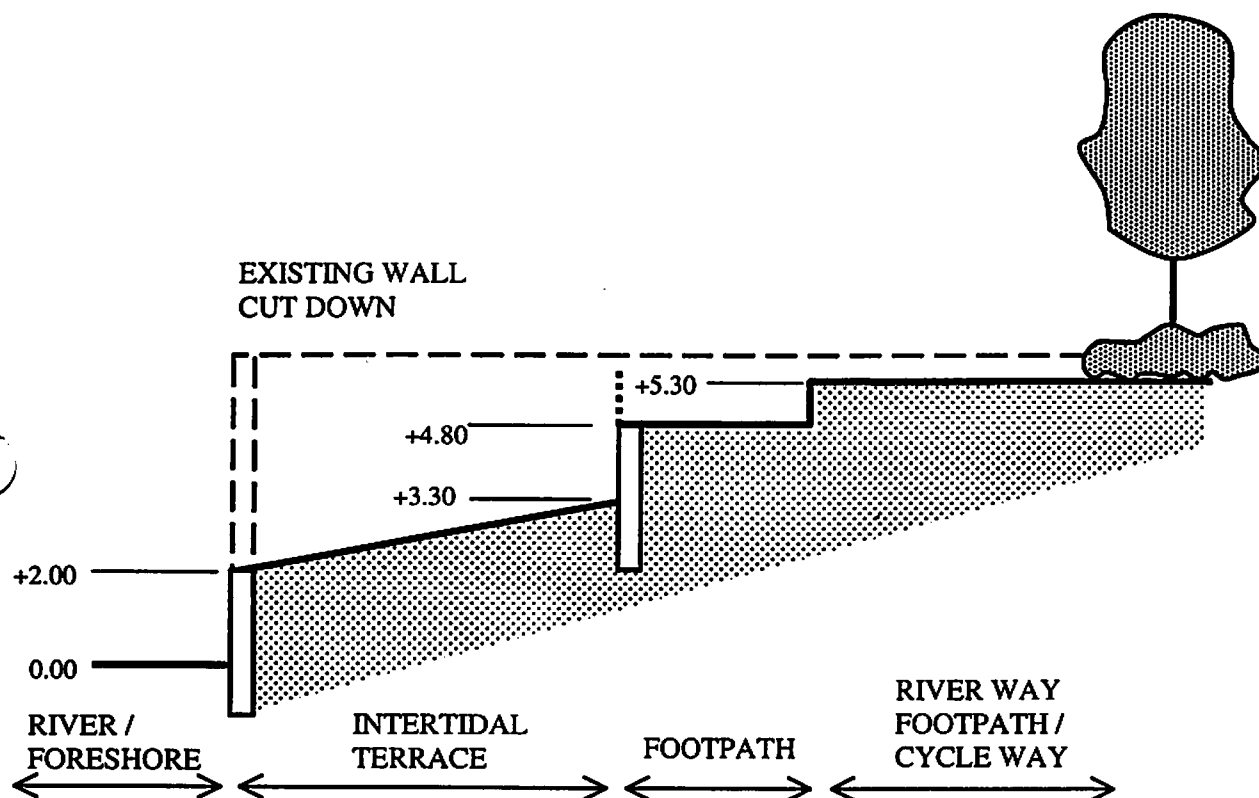 EXISTING WALL
CUT DOWN
+5.30
+4.80
+3.30
+2.00
0.00
RIVER /
FORESHORE
INTERTIDAL
TERRACE
FOOTPATH
RIVER WAY
FOOTPATH /
CYCLE WAY